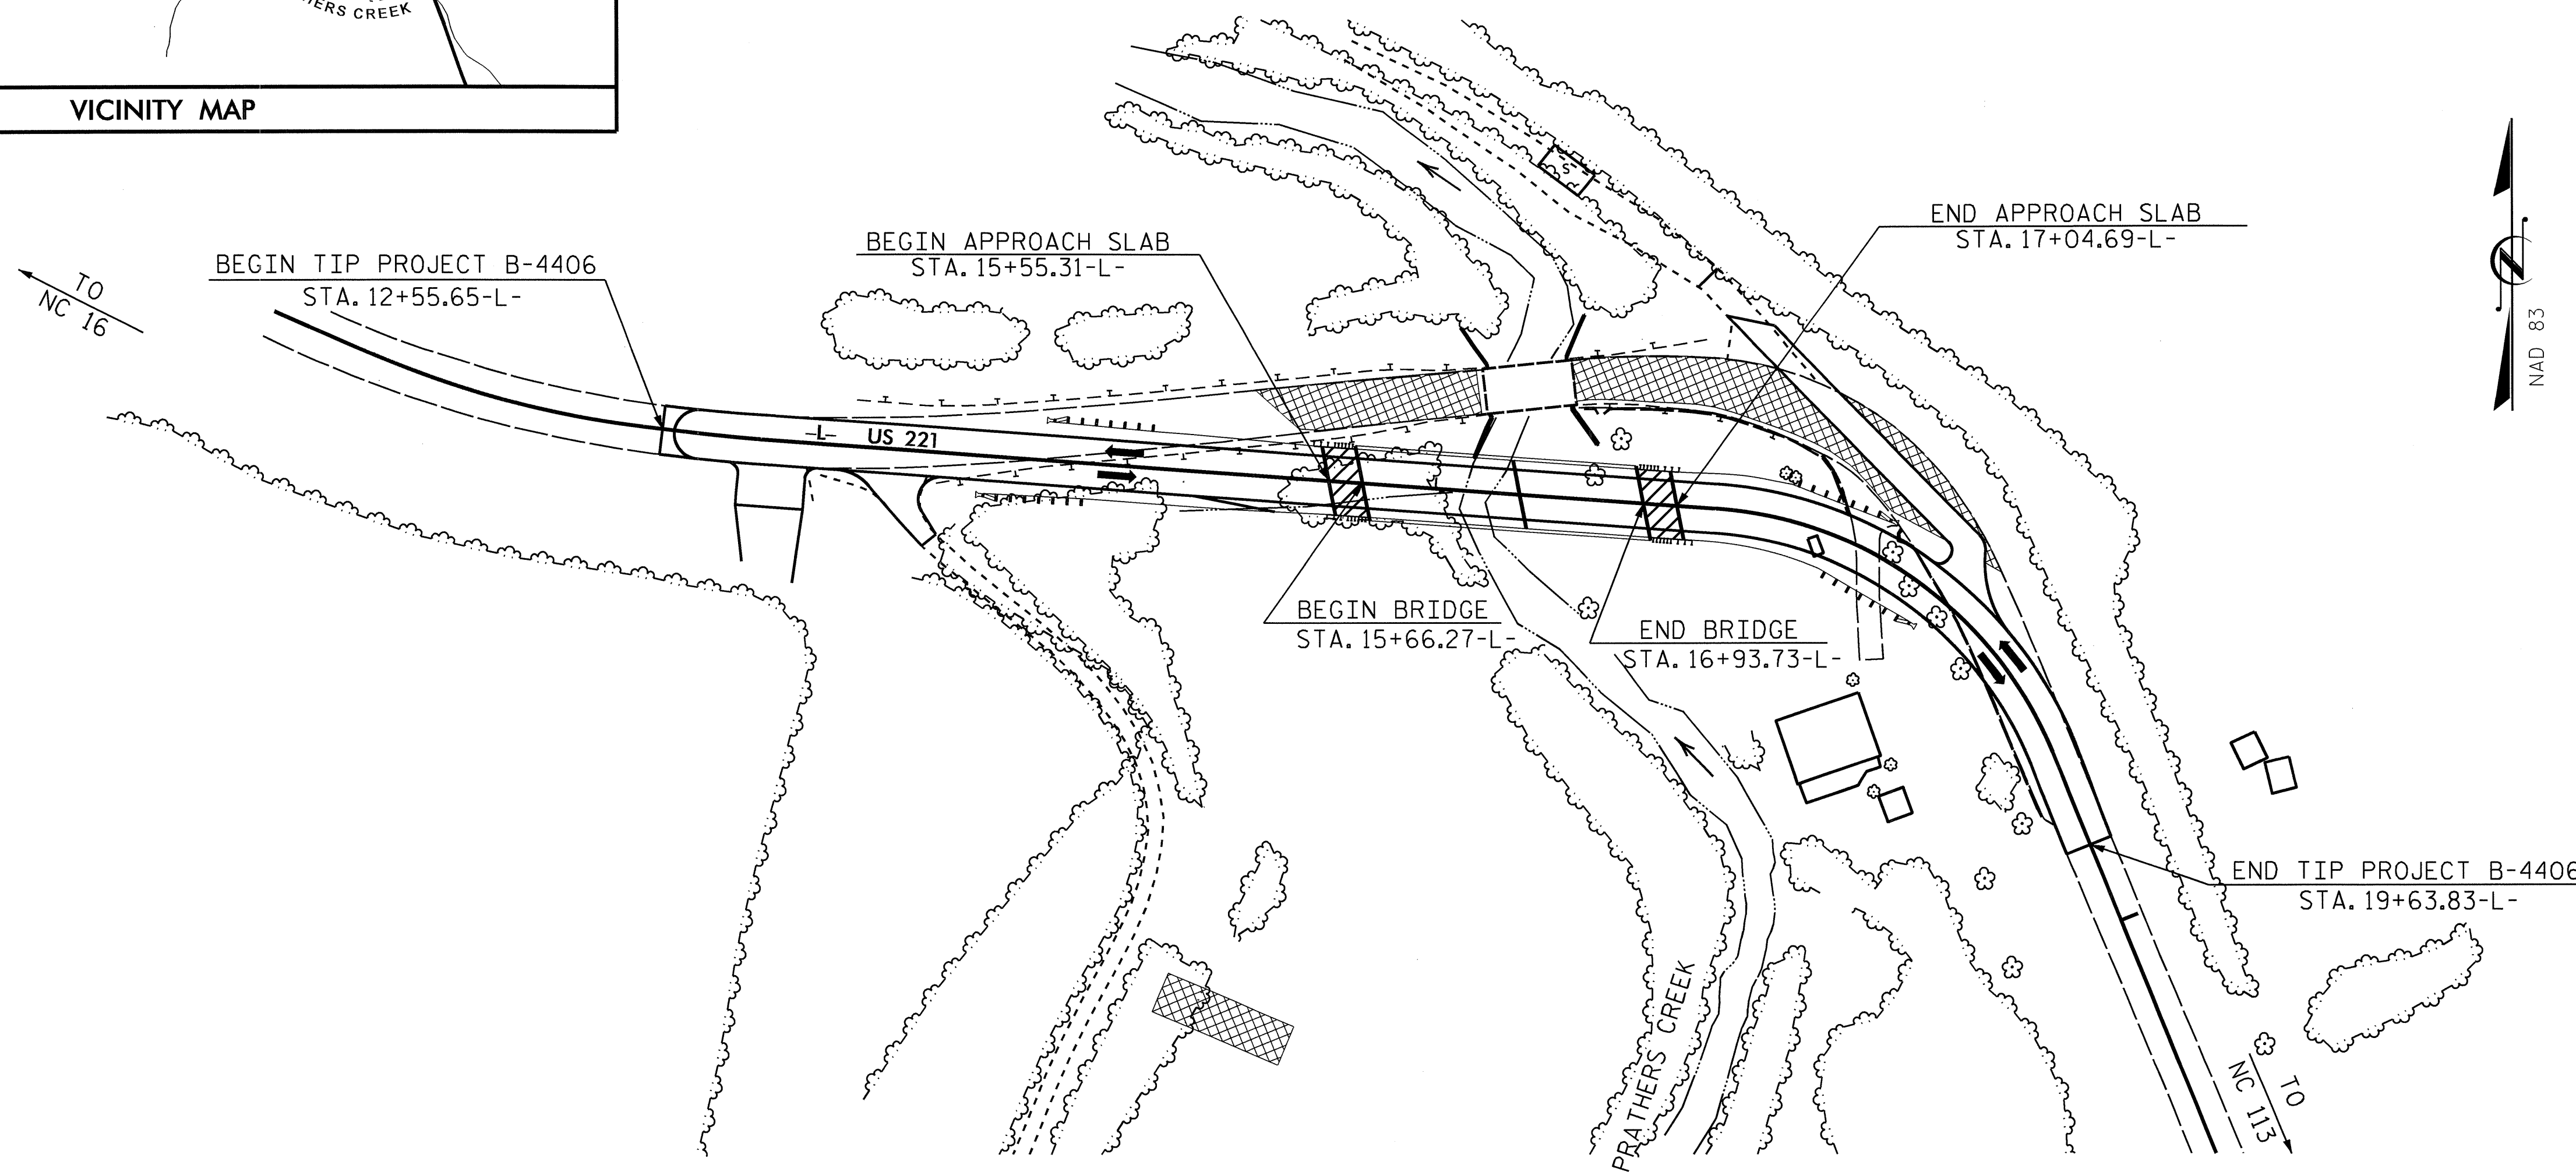 CREEK
VICINITY MAP
TO
NC 16
BEGIN TIP PROJECT B-4406
STA. 12+55.65-L-
BEGIN APPROACH SLAB
STA. 15+55.31-L-
END APPROACH SLAB
STA. 17+04.69-L-
S
NAD 83
-L- US 221
BEGIN BRIDGE
STA. 15+66.27-L-
END BRIDGE
STA. 16+93.73-L-
END TIP PROJECT B-4406
STA. 19+63.83-L-
PRATHERS CREEK
TO
NC 113